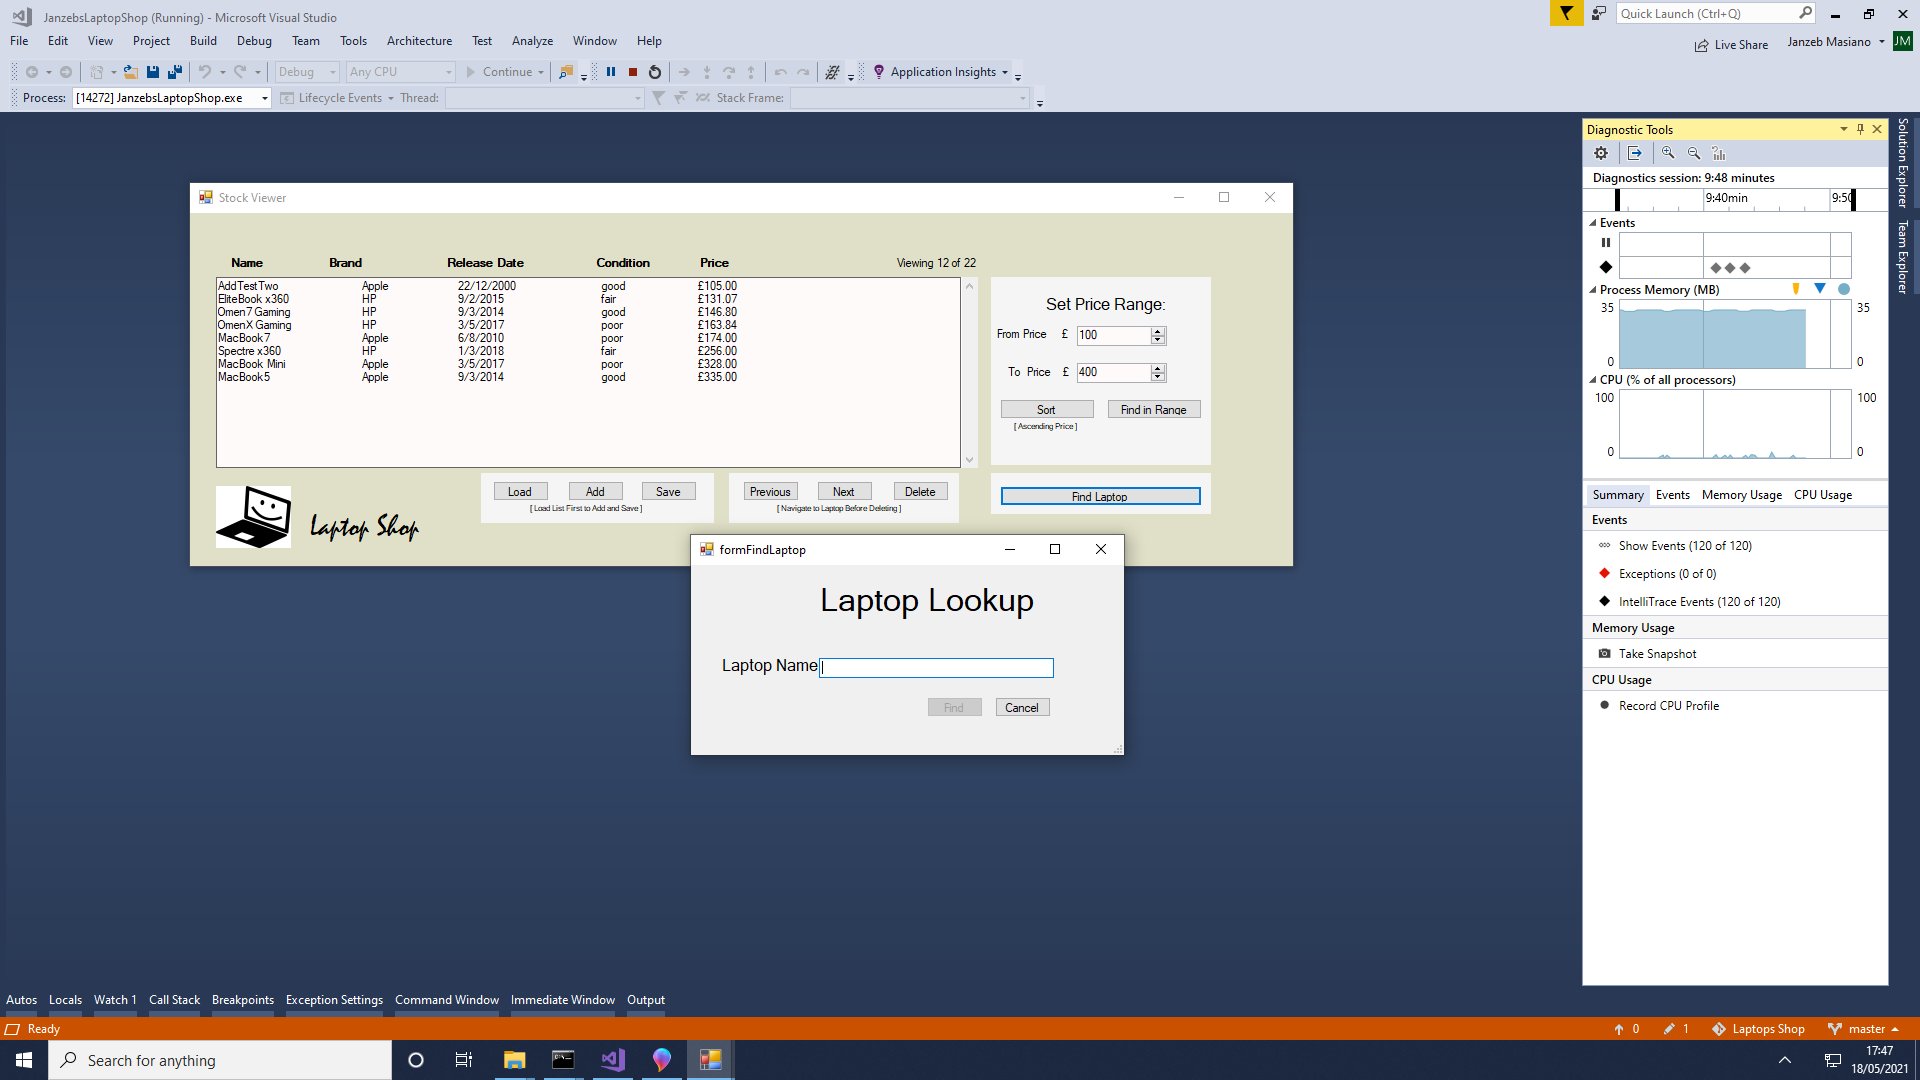 JanzebsLaptopShop (Running) - Microsoft Visual Studio
Quick Launch (Ctrl+Q)
File Edit View Project Build Debug Team Tools Architecture Test Analyze Window Help
Live Share Janzeb Masiano JM
Debug Any CPU Continue Application Insights
Process: [14272] JanzebsLaptopShop.exe Lifecycle Events Thread: Stack Frame:
Diagnostic Tools
Diagnostics session: 9:48 minutes
9:40min 9:50
Events
Process Memory (MB)
35 35
0 0
CPU (% of all processors)
100 100
0 0
Summary Events Memory Usage CPU Usage
Events
Show Events (120 of 120)
Exceptions (0 of 0)
IntelliTrace Events (120 of 120)
Memory Usage
Take Snapshot
CPU Usage
Record CPU Profile
Solution Explorer
Team Explorer
Stock Viewer
Name Brand Release Date Condition Price Viewing 12 of 22
AddTestTwo Apple 22/12/2000 good £105.00
EliteBook x360 HP 9/2/2015 fair £131.07
Omen7 Gaming HP 9/3/2014 good £146.80
OmenX Gaming HP 3/5/2017 poor £163.84
MacBook7 Apple 6/8/2010 poor £174.00
Spectre x360 HP 1/3/2018 fair £256.00
MacBook Mini Apple 3/5/2017 poor £328.00
MacBook5 Apple 9/3/2014 good £335.00
Set Price Range:
From Price £ 100
To Price £ 400
Sort Find in Range
[ Ascending Price ]
Load Add Save
[ Load List First to Add and Save ]
Previous Next Delete
[ Navigate to Laptop Before Deleting ]
Find Laptop
Laptop Shop
formFindLaptop
Laptop Lookup
Laptop Name
Find Cancel
Autos Locals Watch 1 Call Stack Breakpoints Exception Settings Command Window Immediate Window Output
Ready 0 1 Laptops Shop master
Search for anything
17:47
18/05/2021